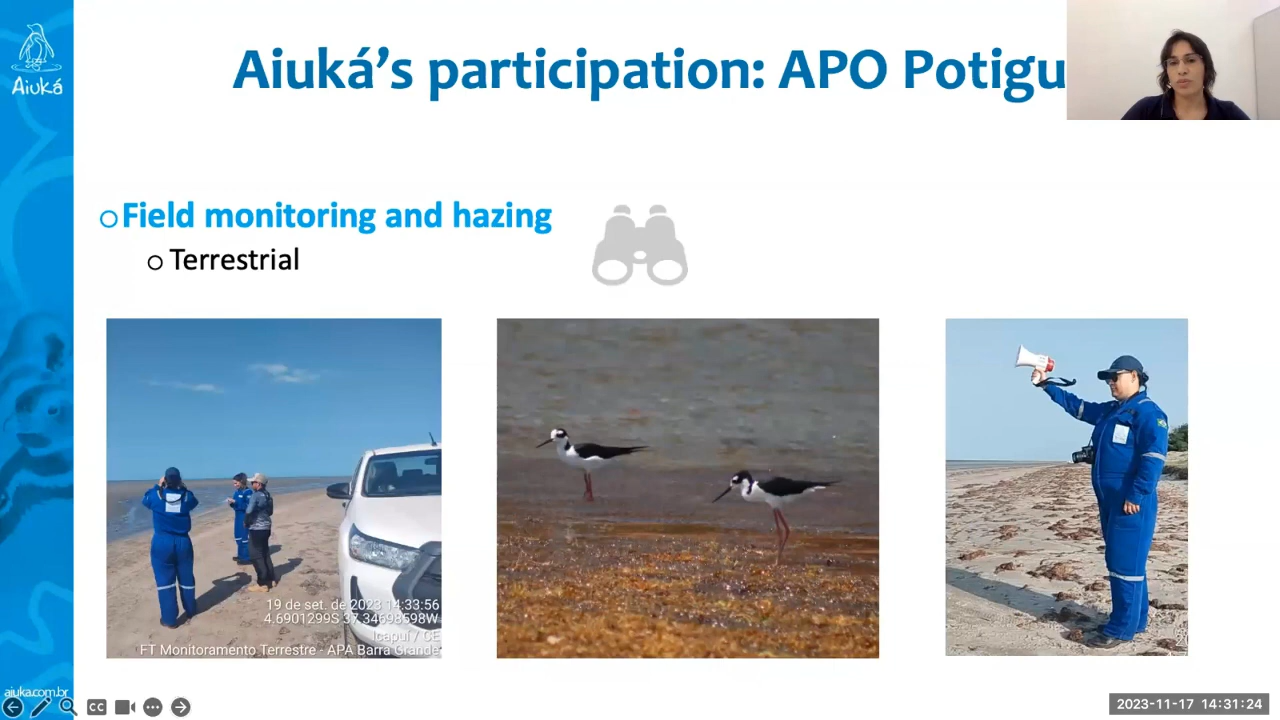 Aiuká
Aiuká's participation: APO Potigu
Field monitoring and hazing
Terrestrial
19 de set. de 2023 14:33:56
4.6901299S 37.34698598W
Icapuí / CE
FT Monitoramento Terrestre - APA Barra Grande
aiuka.com.br
CC
2023-11-17 14:31:24